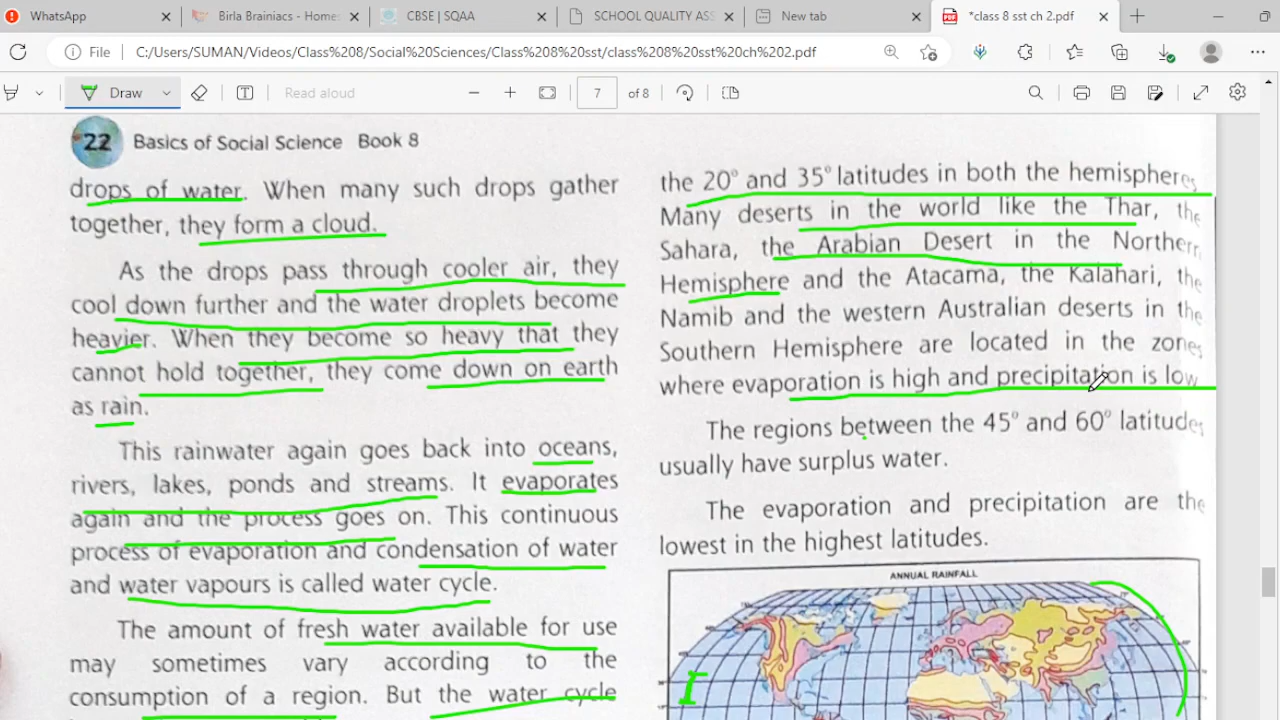 WhatsApp
Birla Brainiacs - Home:
CBSE | SQAA
SCHOOL QUALITY ASS
New tab
*class 8 sst ch 2.pdf
File
C:/Users/SUMAN/Videos/Class%208/Social%20Sciences/Class%208%20sst/class%208%20sst%20ch%202.pdf
Draw
Read aloud
7
of 8
22 Basics of Social Science Book 8
drops of water. When many such drops gather
together, they form a cloud.
As the drops pass through cooler air, they
cool down further and the water droplets become
heavier. When they become so heavy that they
cannot hold together, they come down on earth
as rain.
This rainwater again goes back into oceans,
rivers, lakes, ponds and streams. It evaporates
again and the process goes on. This continuous
process of evaporation and condensation of water
and water vapours is called water cycle.
The amount of fresh water available for use
may sometimes vary according to the
consumption of a region. But the water cycle
the 20° and 35° latitudes in both the hemispheres
Many deserts in the world like the Thar, the
Sahara, the Arabian Desert in the Northern
Hemisphere and the Atacama, the Kalahari, the
Namib and the western Australian deserts in the
Southern Hemisphere are located in the zones
where evaporation is high and precipitation is low
The regions between the 45° and 60° latitudes
usually have surplus water.
The evaporation and precipitation are the
lowest in the highest latitudes.
ANNUAL RAINFALL
I